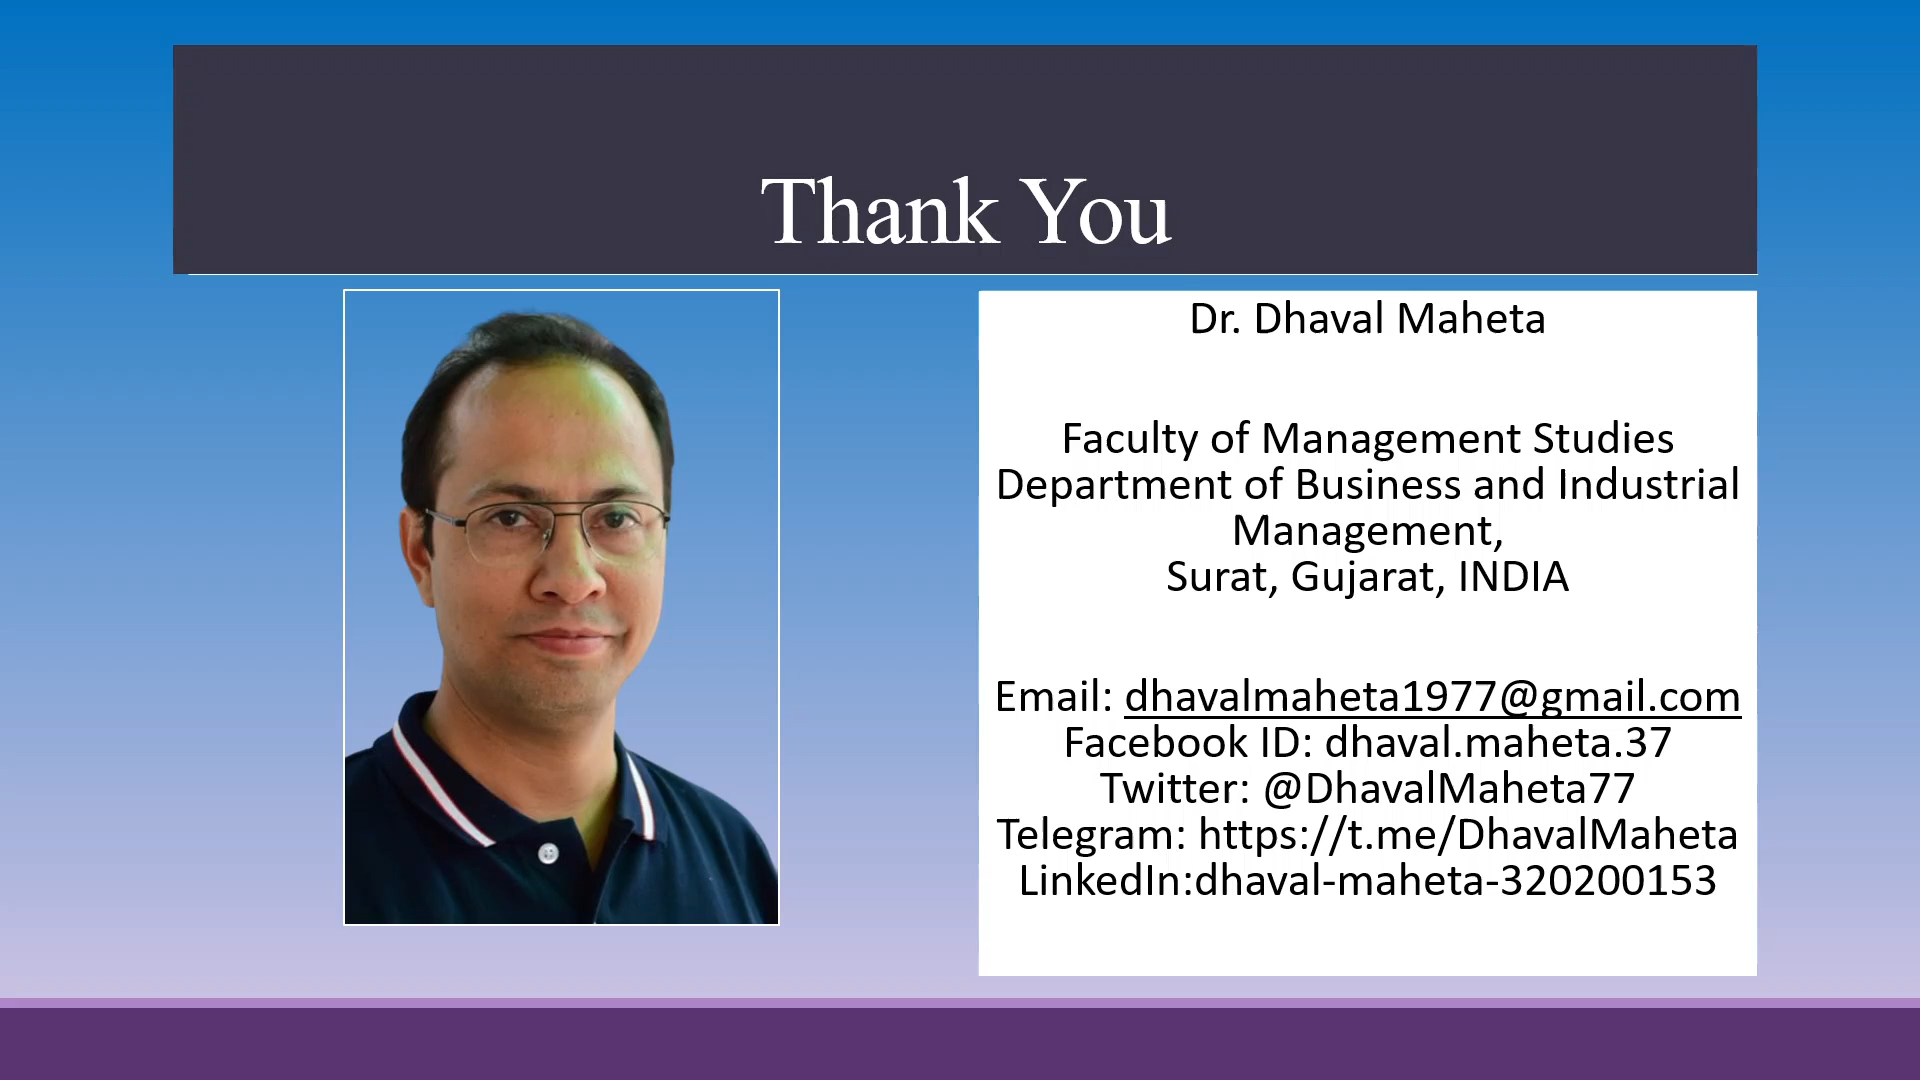 Thank You
Dr. Dhaval Maheta
Faculty of Management Studies
Department of Business and Industrial
Management,
Surat, Gujarat, INDIA
Email: dhavalmaheta1977@gmail.com
Facebook ID: dhaval.maheta.37
Twitter: @DhavalMaheta77
Telegram: https://t.me/DhavalMaheta
LinkedIn:dhaval-maheta-320200153